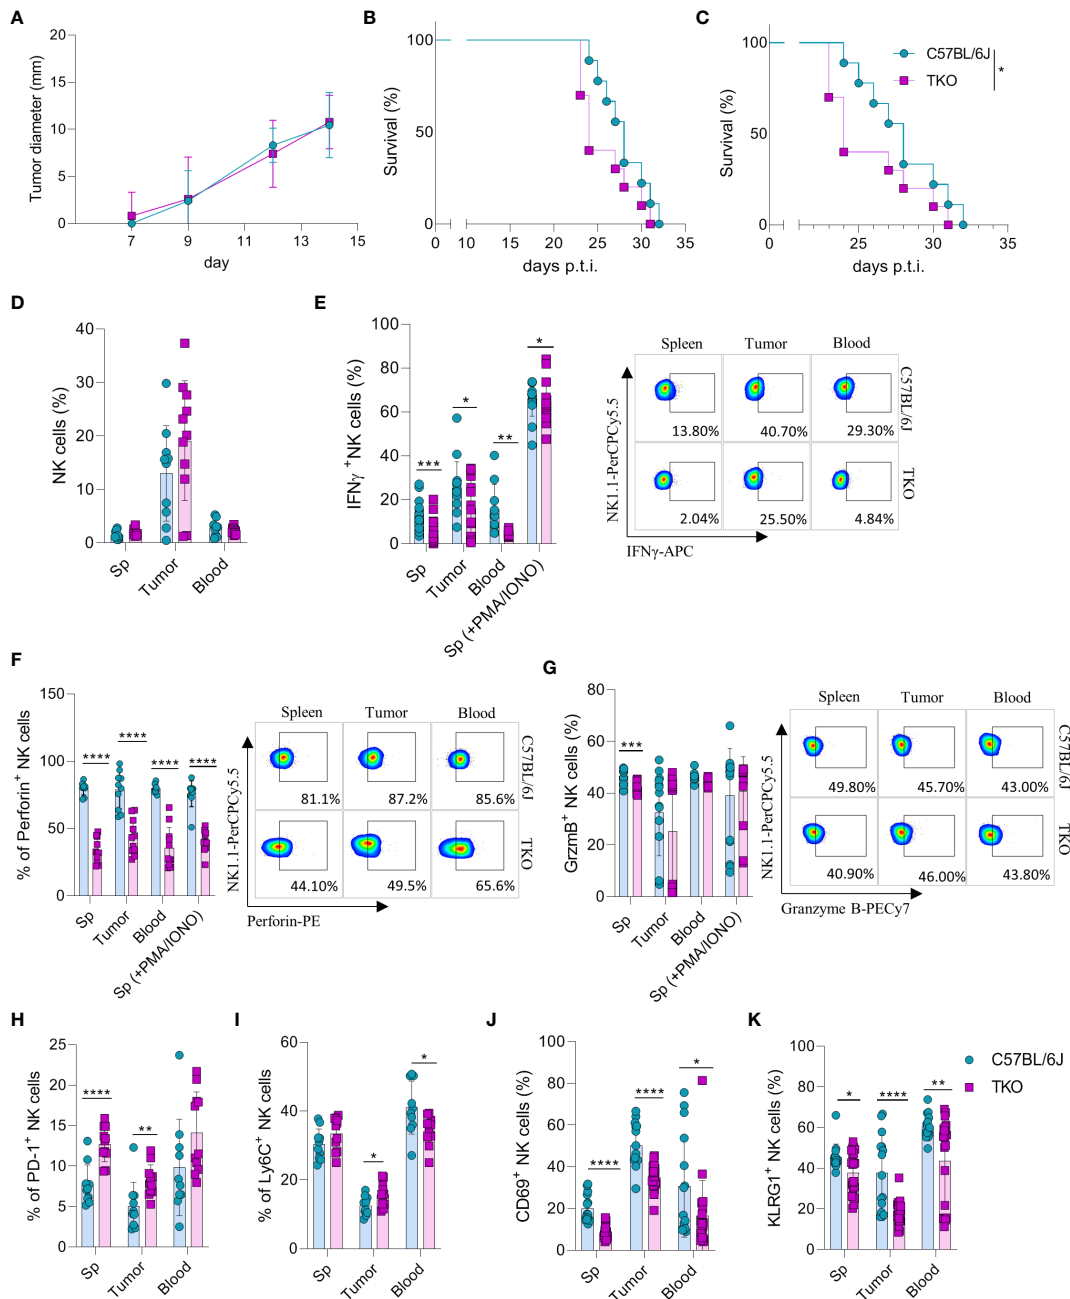 A
Tumor diameter (mm)
20
15
10
5
0
7
9
11
13
15
day
B
Survival (%)
100
50
0
0
10
15
20
25
30
35
days p.t.i.
C
Survival (%)
100
50
0
0
25
30
35
days p.t.i.
C57BL/6J
TKO
*
D
NK cells (%)
40
30
20
10
0
Sp
Tumor
Blood
E
IFNγ +NK cells (%)
100
80
60
40
20
0
***
*
**
*
Sp
Tumor
Blood
Sp (+PMA/IONO)
Spleen Tumor Blood
NK1.1-PerCPCy5.5
13.80% 40.70% 29.30%
C57BL/6J
2.04% 25.50% 4.84%
TKO
IFNγ-APC
F
% of Perforin+ NK cells
150
100
50
0
****
****
****
****
Sp
Tumor
Blood
Sp (+PMA/IONO)
Spleen Tumor Blood
NK1.1-PerCPCy5.5
81.1% 87.2% 85.6%
C57BL/6J
44.10% 49.5% 65.6%
TKO
Perforin-PE
G
GrzmB+ NK cells (%)
80
60
40
20
0
***
Sp
Tumor
Blood
Sp (+PMA/IONO)
Spleen Tumor Blood
NK1.1-PerCPCy5.5
49.80% 45.70% 43.00%
C57BL/6J
40.90% 46.00% 43.80%
TKO
Granzyme B-PECy7
H
% of PD-1+ NK cells
25
20
15
10
5
0
****
**
Sp
Tumor
Blood
I
% of Ly6C+ NK cells
60
40
20
0
*
*
Sp
Tumor
Blood
J
CD69+ NK cells (%)
100
80
60
40
20
0
****
****
*
Sp
Tumor
Blood
K
KLRG1+ NK cells (%)
100
80
60
40
20
0
*
****
**
Sp
Tumor
Blood
C57BL/6J
TKO